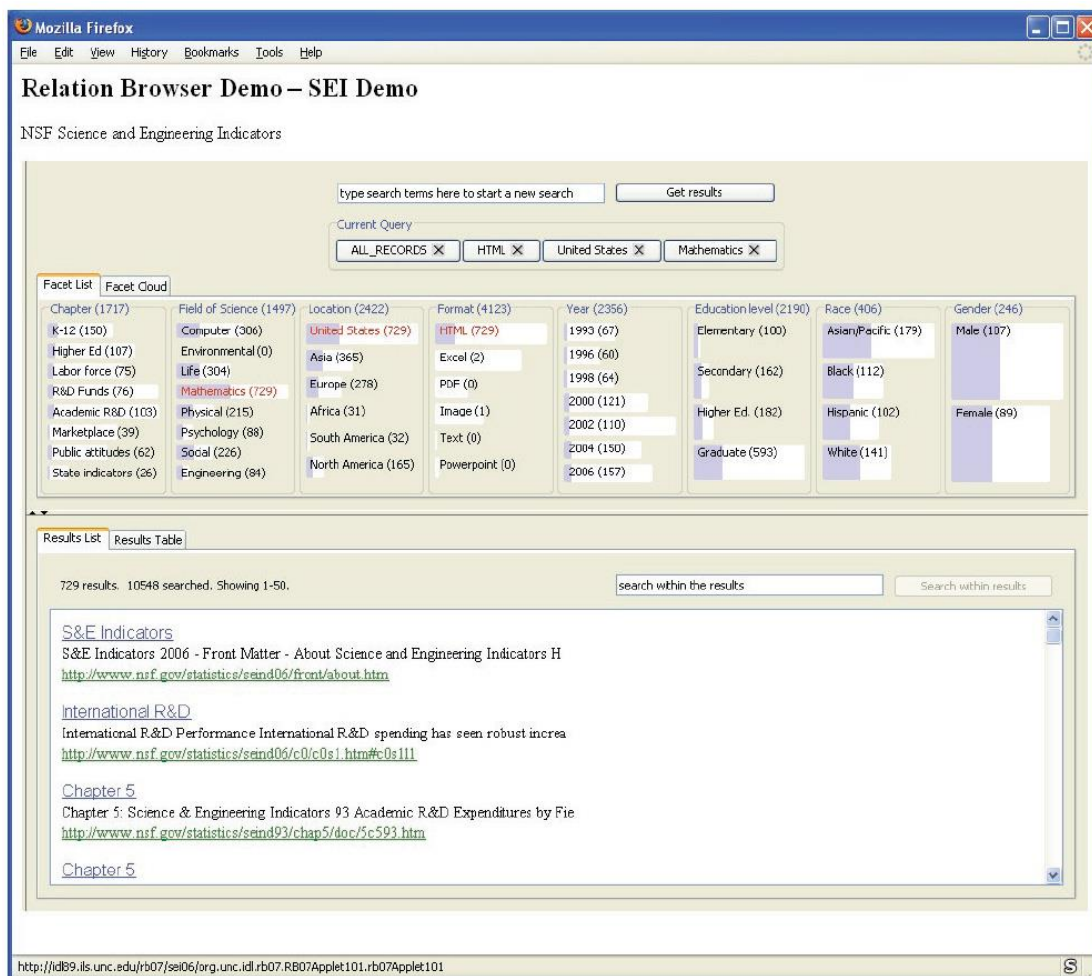 Mozilla Firefox
File Edit View History Bookmarks Tools Help
Relation Browser Demo – SEI Demo
NSF Science and Engineering Indicators
type search terms here to start a new search Get results
Current Query
ALL_RECORDS X HTML X United States X Mathematics X
Facet List Facet Cloud
Chapter (1717)
K-12 (150)
Higher Ed (107)
Labor force (75)
R&D Funds (76)
Academic R&D (103)
Marketplace (39)
Public attitudes (62)
State indicators (26)
Field of Science (1497)
Computer (306)
Environmental (0)
Life (304)
Mathematics (729)
Physical (215)
Psychology (88)
Social (226)
Engineering (84)
Location (2422)
United States (729)
Asia (365)
Europe (278)
Africa (31)
South America (32)
North America (165)
Format (4123)
HTML (729)
Excel (2)
PDF (0)
Image (1)
Text (0)
Powerpoint (0)
Year (2356)
1993 (67)
1996 (60)
1998 (64)
2000 (121)
2002 (110)
2004 (150)
2006 (157)
Education level (2190)
Elementary (100)
Secondary (162)
Higher Ed. (182)
Graduate (593)
Race (406)
Asian/Pacific (179)
Black (112)
Hispanic (102)
White (141)
Gender (246)
Male (107)
Female (89)
Results List Results Table
729 results. 10548 searched. Showing 1-50.
search within the results Search within results
S&E Indicators
S&E Indicators 2006 - Front Matter - About Science and Engineering Indicators H
http://www.nsf.gov/statistics/seind06/front/about.htm
International R&D
International R&D Performance International R&D spending has seen robust increa
http://www.nsf.gov/statistics/seind06/c0/c0s1.htm#c0s1l1
Chapter 5
Chapter 5: Science & Engineering Indicators 93 Academic R&D Expenditures by Fie
http://www.nsf.gov/statistics/seind93/chap5/doc/5c593.htm
Chapter 5
http://idl89.ils.unc.edu/rb07/sei06/org.unc.idl.rb07.RB07Applet101.rb07Applet101